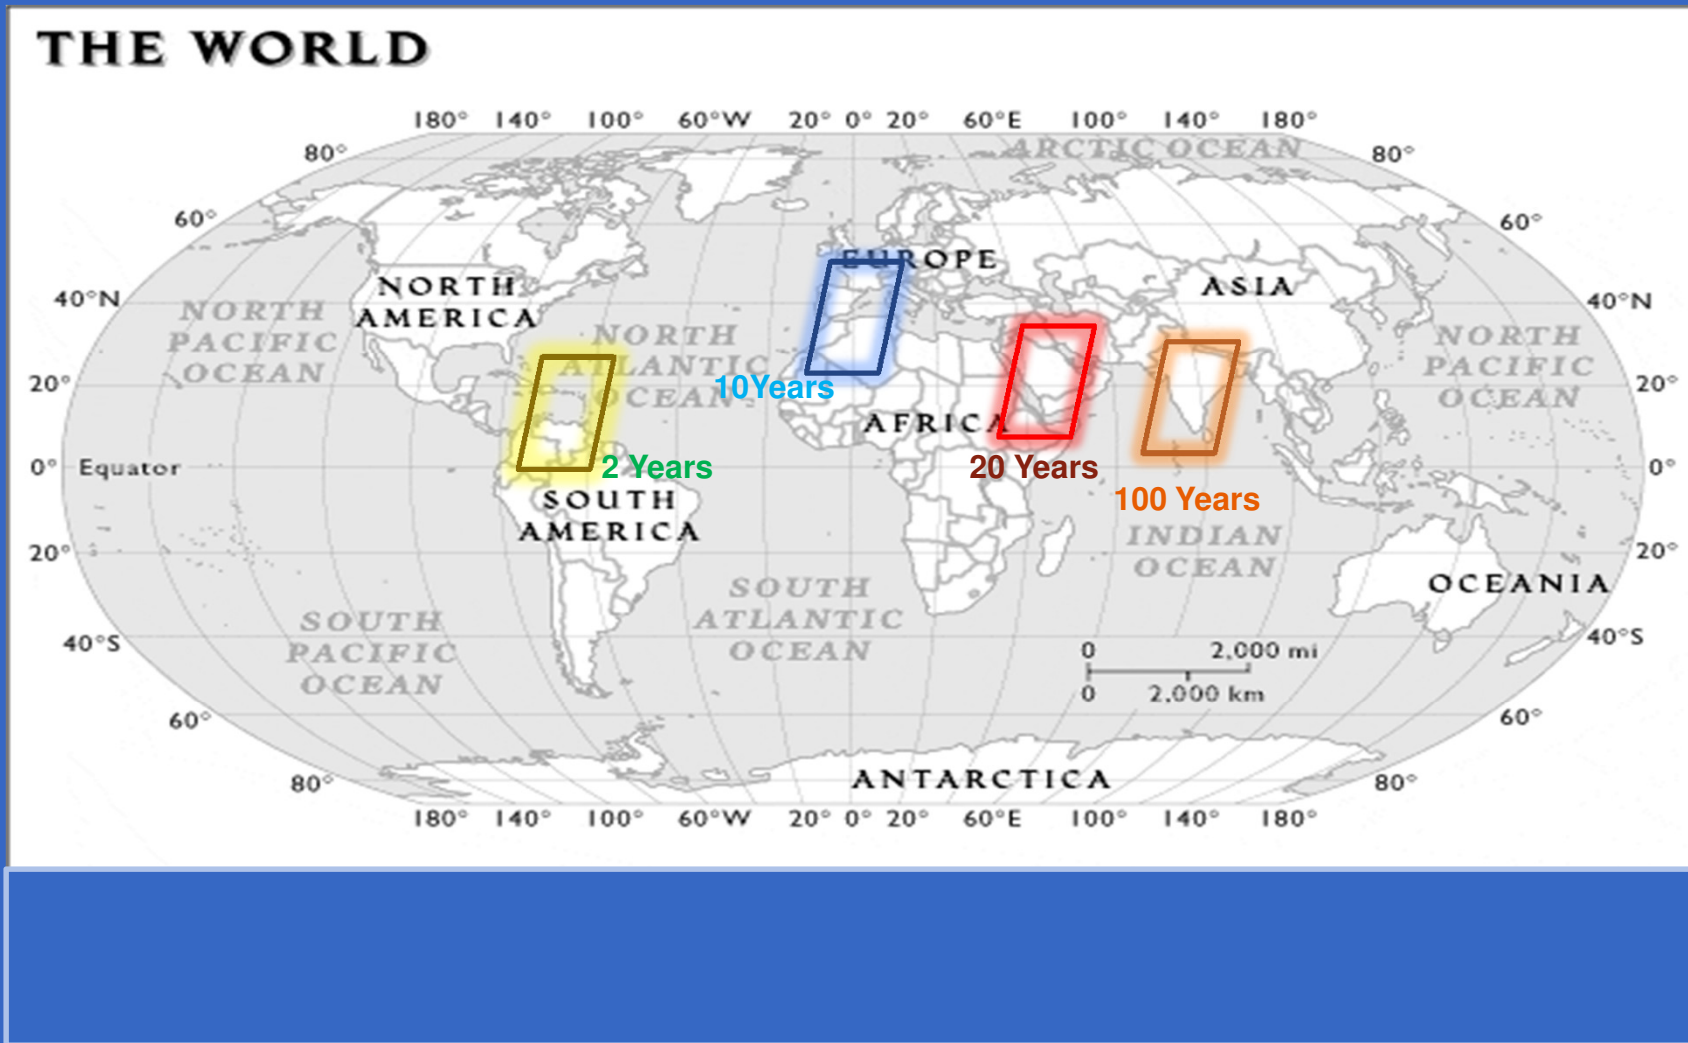 THE WORLD
180° 140° 100° 60°W 20° 0° 20° 60°E 100° 140° 180°
80° ARCTIC OCEAN 80°
60° 60°
EUROPE
NORTH AMERICA
ASIA
40°N 40°N
NORTH PACIFIC OCEAN
NORTH ATLANTIC OCEAN
NORTH PACIFIC OCEAN
20° 20°
10Years
AFRICA
0° Equator 0°
2 Years
20 Years
100 Years
SOUTH AMERICA
INDIAN OCEAN
20° 20°
OCEANIA
SOUTH ATLANTIC OCEAN
SOUTH PACIFIC OCEAN
40°S 40°S
0 2,000 mi
0 2,000 km
60° 60°
ANTARCTICA
80° 80°
180° 140° 100° 60°W 20° 0° 20° 60°E 100° 140° 180°